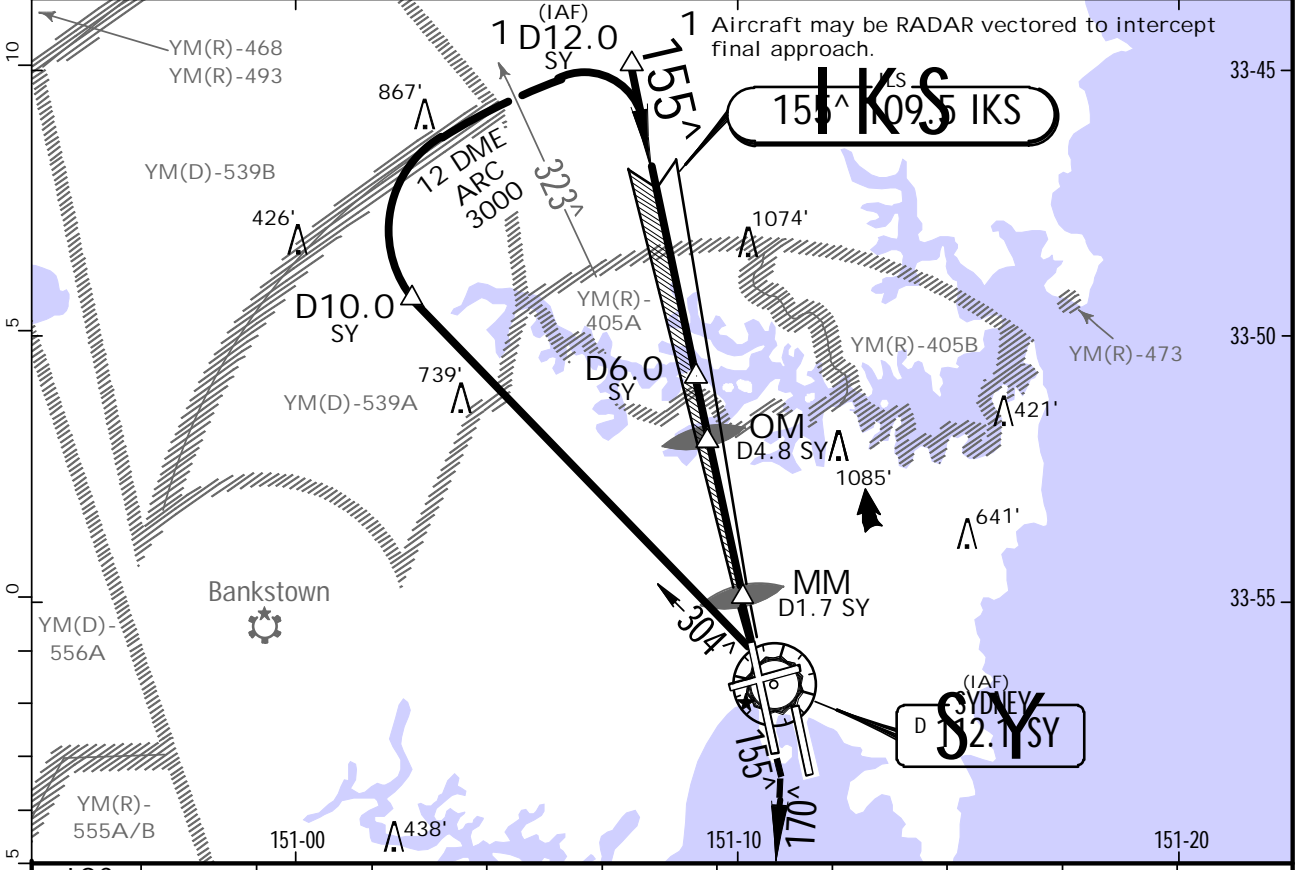 (IAF)
1 D12.0
SY
1 Aircraft may be RADAR vectored to intercept
final approach.
10
YM(R)-468
YM(R)-493
33-45
155^
ILS
IKS
155^ 109.5 IKS
867'
YM(D)-539B
12 DME
ARC
3000
323^
426'
1074'
D10.0
SY
YM(R)-
405A
YM(R)-405B
YM(R)-473
5
33-50
D6.0
SY
739'
YM(D)-539A
421'
OM
D4.8 SY
1085'
641'
0
Bankstown
MM
D1.7 SY
33-55
YM(D)-
556A
304^
(IAF)
SYDNEY
SY
D 112.1 SY
155^
170^
YM(R)-
555A/B
438'
5
151-00
151-10
151-20